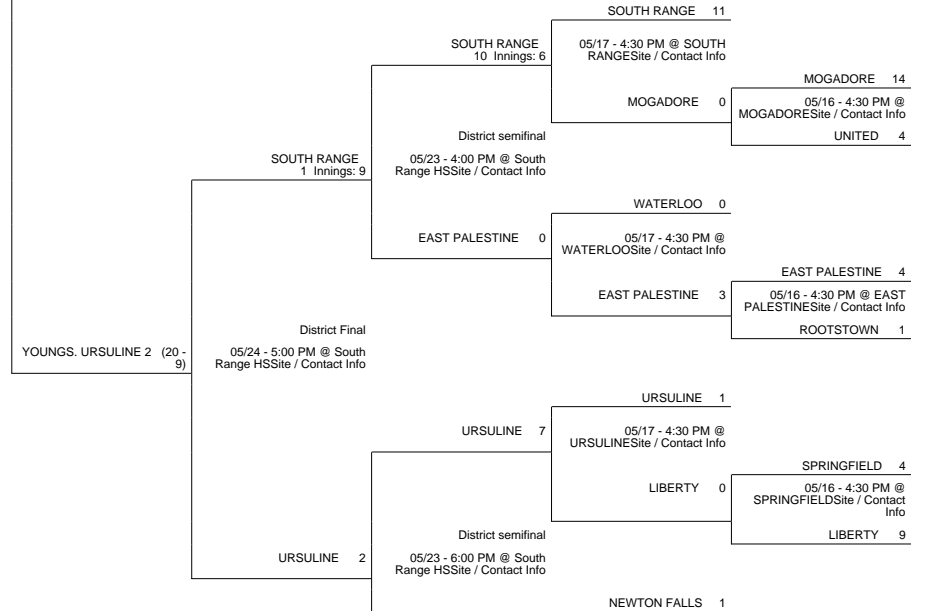 SOUTH RANGE 11
SOUTH RANGE
10 Innings: 6
05/17 - 4:30 PM @ SOUTH
RANGESite / Contact Info
MOGADORE 14
MOGADORE 0
05/16 - 4:30 PM @
MOGADORESite / Contact Info
District semifinal
UNITED 4
SOUTH RANGE
1 Innings: 9
05/23 - 4:00 PM @ South
Range HSSite / Contact Info
WATERLOO 0
EAST PALESTINE 0
05/17 - 4:30 PM @
WATERLOOSite / Contact Info
EAST PALESTINE 4
EAST PALESTINE 3
05/16 - 4:30 PM @ EAST
PALESTINESite / Contact Info
District Final
ROOTSTOWN 1
YOUNGS. URSULINE 2 (20 -
9)
05/24 - 5:00 PM @ South
Range HSSite / Contact Info
URSULINE 1
URSULINE 7
05/17 - 4:30 PM @
URSULINESite / Contact Info
SPRINGFIELD 4
LIBERTY 0
05/16 - 4:30 PM @
SPRINGFIELDSite / Contact
Info
District semifinal
LIBERTY 9
URSULINE 2
05/23 - 6:00 PM @ South
Range HSSite / Contact Info
NEWTON FALLS 1